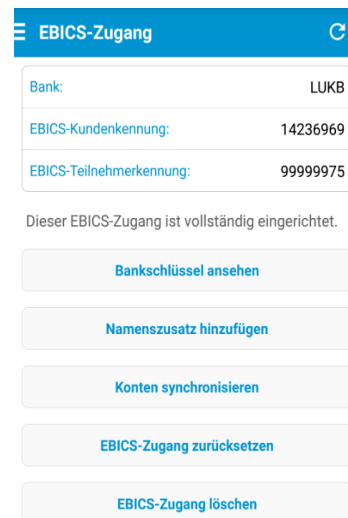 EBICS-Zugang
Bank: LUKB
EBICS-Kundenkennung: 14236969
EBICS-Teilnehmerkennung: 99999975
Dieser EBICS-Zugang ist vollständig eingerichtet.
Bankschlüssel ansehen
Namenszusatz hinzufügen
Konten synchronisieren
EBICS-Zugang zurücksetzen
EBICS-Zugang löschen